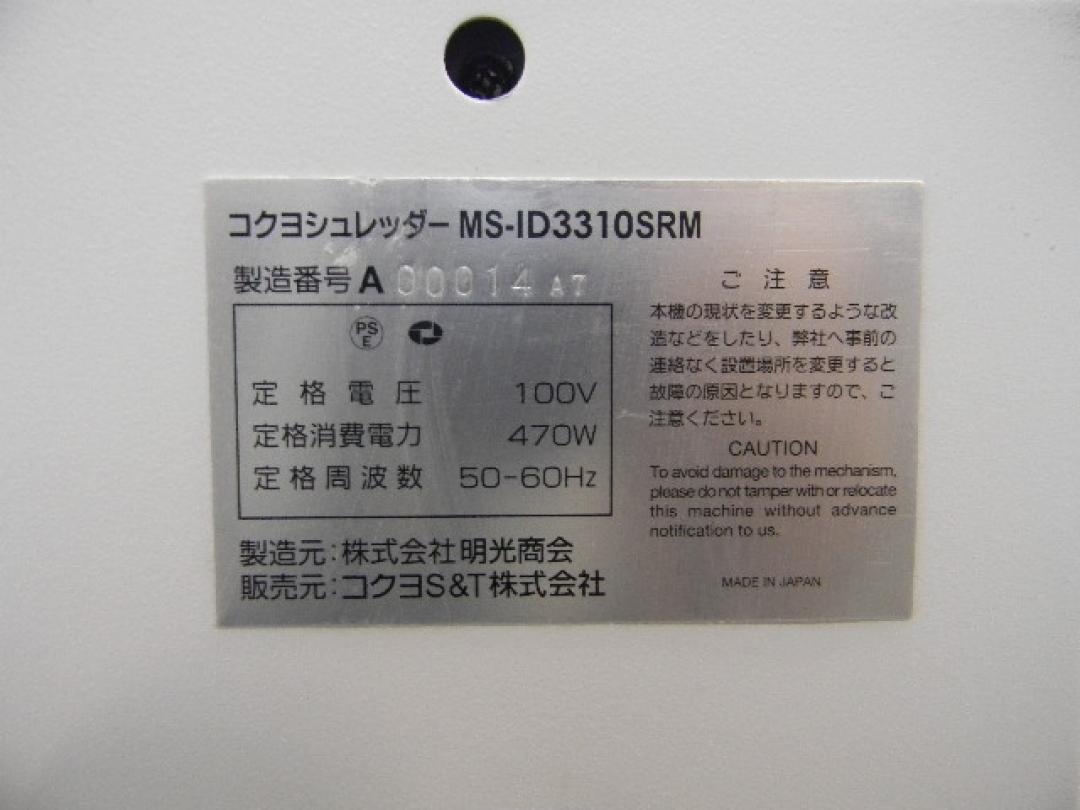 コクヨシュレッダー MS-ID3310SRM
製造番号 A 00014 AT
PS
E
定格電圧 100V
定格消費電力 470W
定格周波数 50-60Hz
製造元:株式会社明光商会
販売元:コクヨS&T株式会社
ご注意
本機の現状を変更するような改
造などをしたり、弊社へ事前の
連絡なく設置場所を変更すると
故障の原因となりますので、ご
注意ください。
CAUTION
To avoid damage to the mechanism,
please do not tamper with or relocate
this machine without advance
notification to us.
MADE IN JAPAN